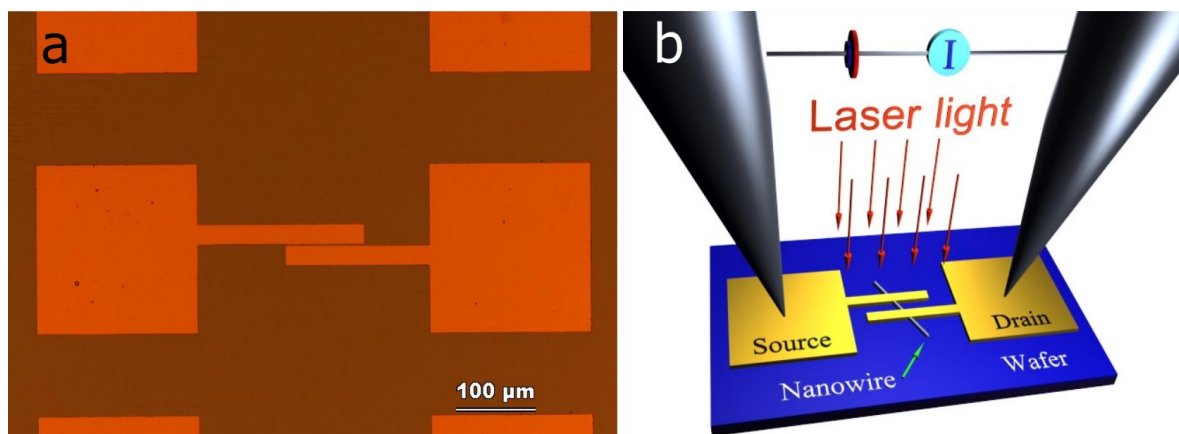 a
100 µm
b
I
Laser light
Source
Drain
Nanowire
Wafer